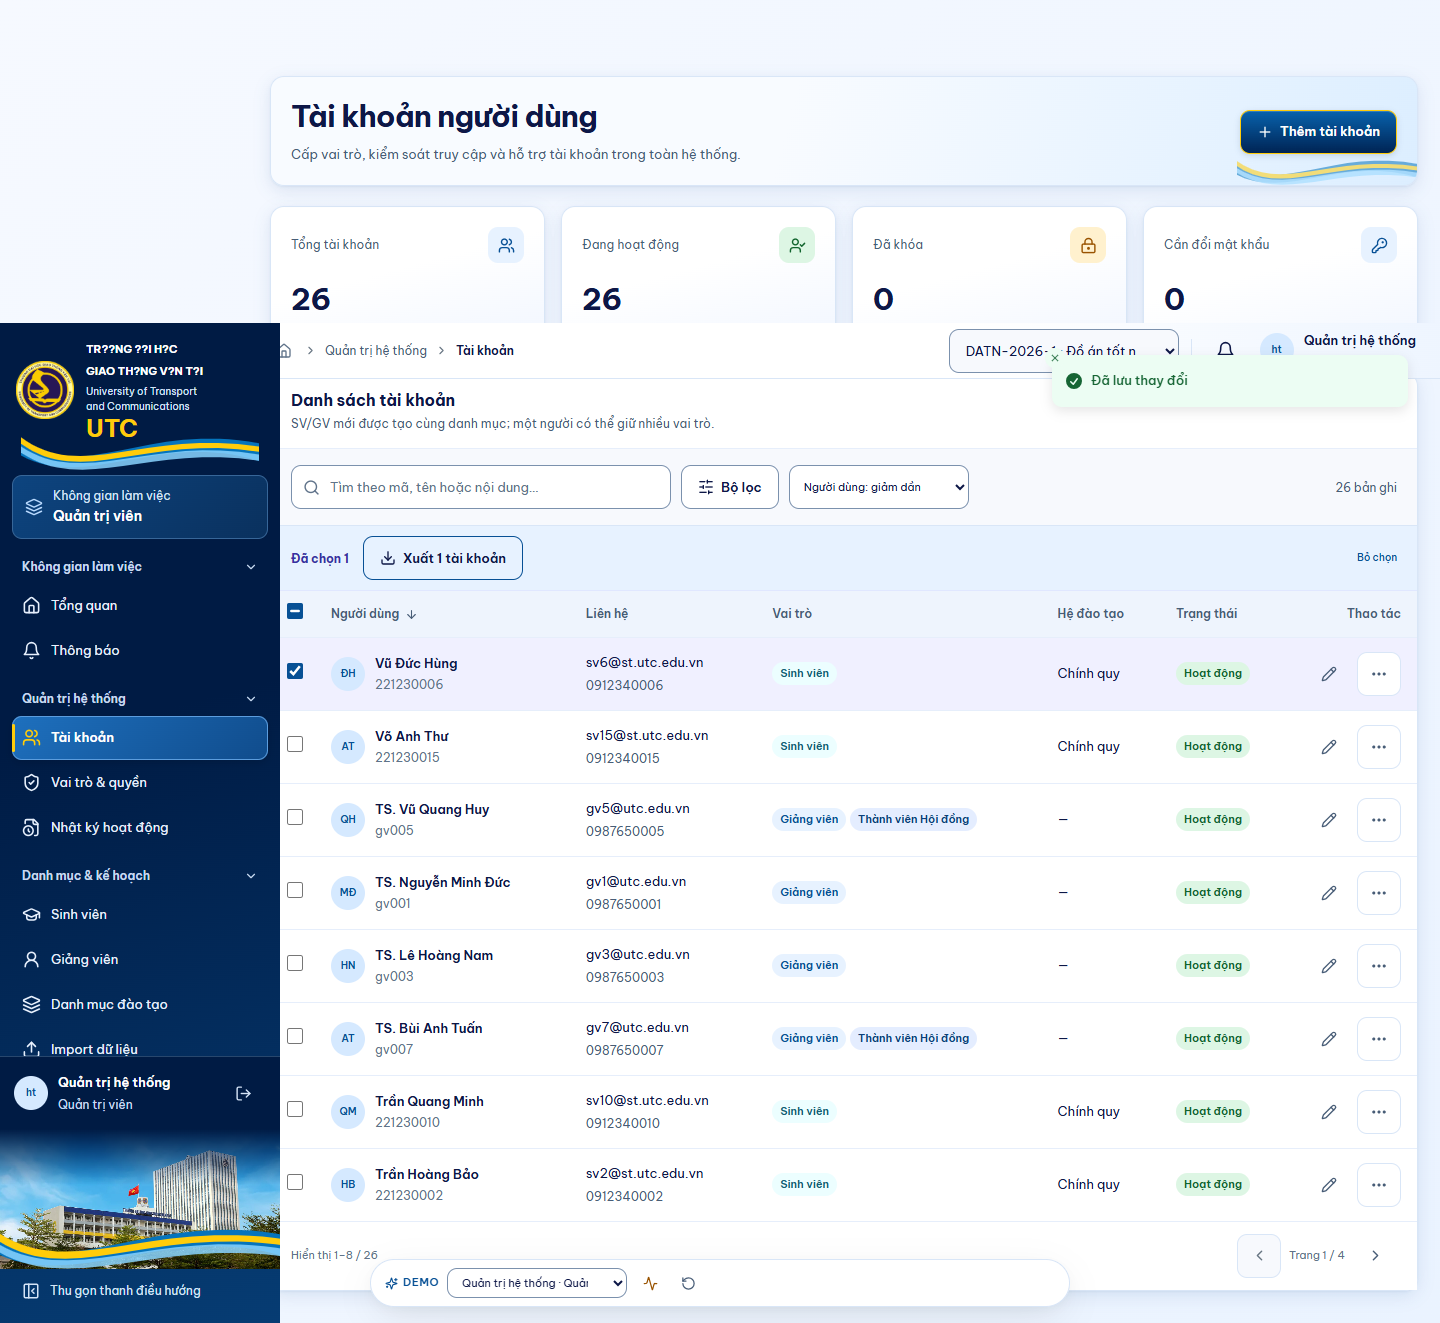 Tài khoản người dùng
Cấp vai trò, kiểm soát truy cập và hỗ trợ tài khoản trong toàn hệ thống.
Thêm tài khoản
Tổng tài khoản
26
Đang hoạt động
26
Đã khóa
0
Cần đổi mật khẩu
0
TR??NG ??I H?C
GIAO TH?NG V?N T?I
University of Transport
and Communications
UTC
Không gian làm việc
Quản trị viên
Không gian làm việc
Tổng quan
Thông báo
Quản trị hệ thống
Tài khoản
Vai trò & quyền
Nhật ký hoạt động
Danh mục & kế hoạch
Sinh viên
Giảng viên
Danh mục đào tạo
Import dữ liệu
ht
Quản trị hệ thống
Quản trị viên
Thu gọn thanh điều hướng
Quản trị hệ thống
Tài khoản
DATN-2026-1 · Đồ án tốt n
ht
Quản trị hệ thống
Đã lưu thay đổi
Danh sách tài khoản
SV/GV mới được tạo cùng danh mục; một người có thể giữ nhiều vai trò.
Tìm theo mã, tên hoặc nội dung...
Bộ lọc
Người dùng: giảm dần
26 bản ghi
Đã chọn 1
Xuất 1 tài khoản
Bỏ chọn
Người dùng
Liên hệ
Vai trò
Hệ đào tạo
Trạng thái
Thao tác
ĐH
Vũ Đức Hùng
221230006
sv6@st.utc.edu.vn
0912340006
Sinh viên
Chính quy
Hoạt động
AT
Võ Anh Thư
221230015
sv15@st.utc.edu.vn
0912340015
Sinh viên
Chính quy
Hoạt động
QH
TS. Vũ Quang Huy
gv005
gv5@utc.edu.vn
0987650005
Giảng viên
Thành viên Hội đồng
—
Hoạt động
MĐ
TS. Nguyễn Minh Đức
gv001
gv1@utc.edu.vn
0987650001
Giảng viên
—
Hoạt động
HN
TS. Lê Hoàng Nam
gv003
gv3@utc.edu.vn
0987650003
Giảng viên
—
Hoạt động
AT
TS. Bùi Anh Tuấn
gv007
gv7@utc.edu.vn
0987650007
Giảng viên
Thành viên Hội đồng
—
Hoạt động
QM
Trần Quang Minh
221230010
sv10@st.utc.edu.vn
0912340010
Sinh viên
Chính quy
Hoạt động
HB
Trần Hoàng Bảo
221230002
sv2@st.utc.edu.vn
0912340002
Sinh viên
Chính quy
Hoạt động
Hiển thị 1–8 / 26
Trang 1 / 4
DEMO
Quản trị hệ thống · Quản